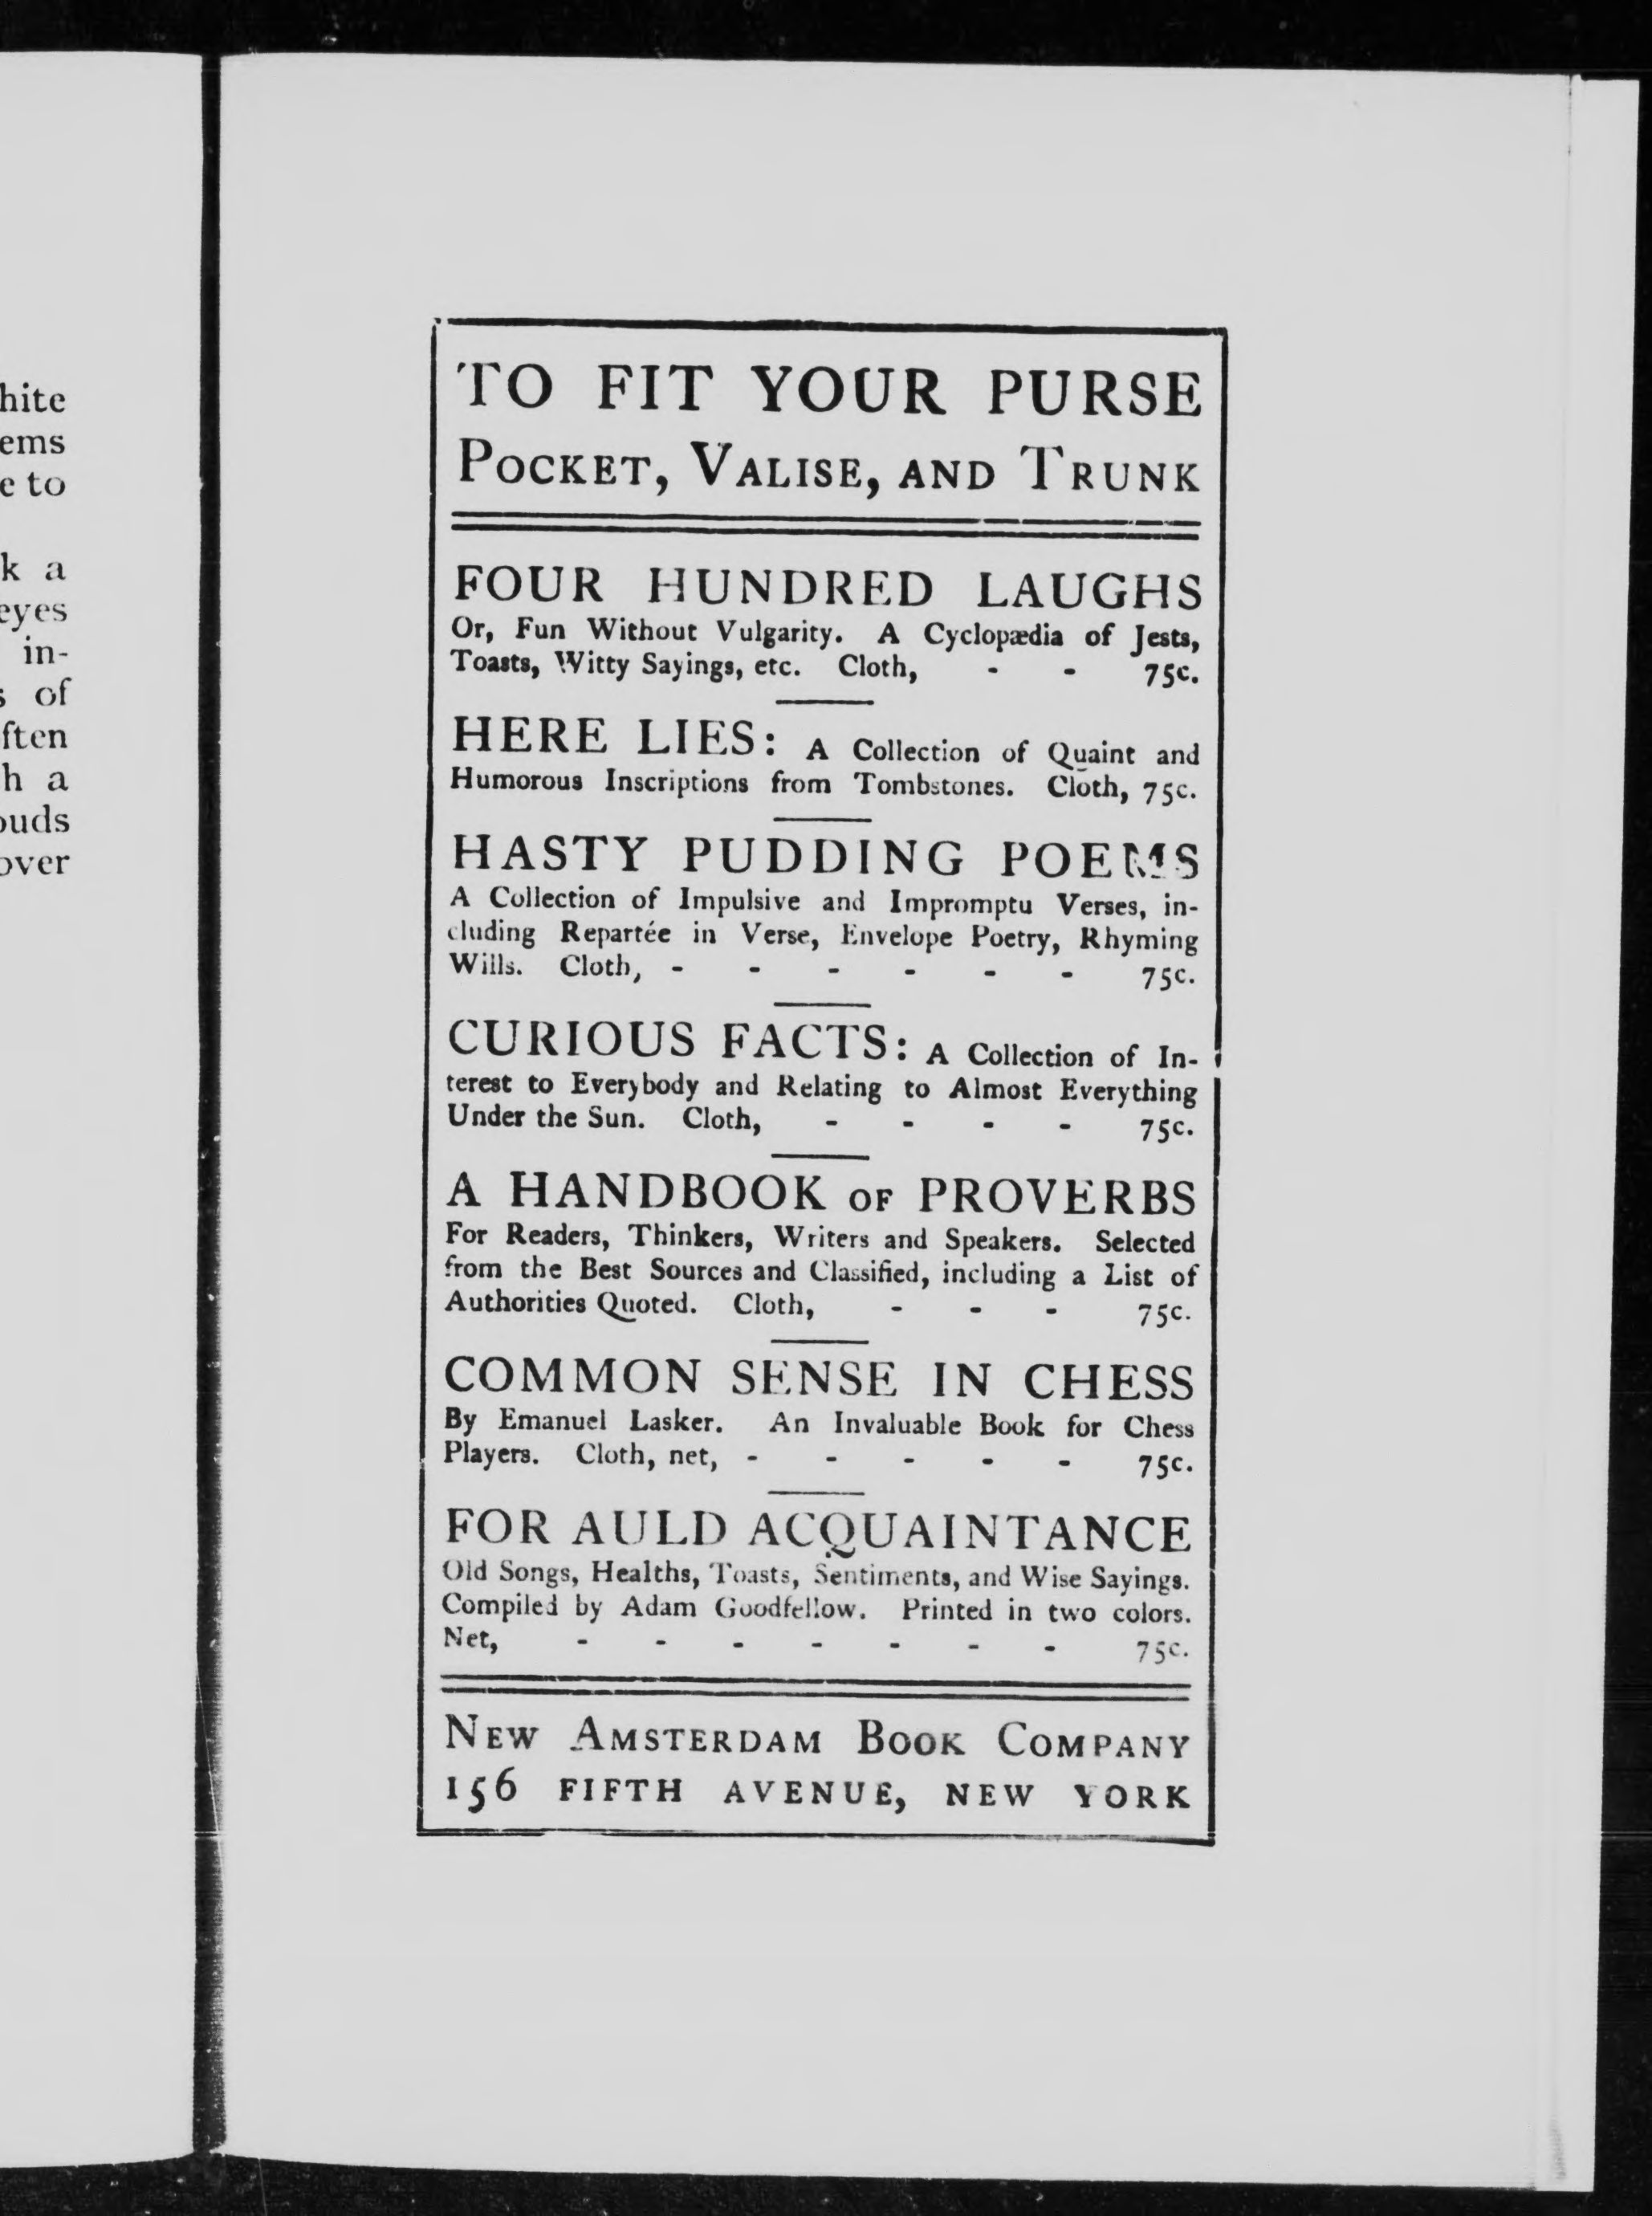 hite
ems
e to
k a
eyes
in-
s of
ften
h a
ouds
over
TO FIT YOUR PURSE
POCKET, VALISE, AND TRUNK
FOUR HUNDRED LAUGHS
Or, Fun Without Vulgarity. A Cyclopædia of Jests,
Toasts, Witty Sayings, etc. Cloth, - - 75c.
HERE LIES: A Collection of Quaint and
Humorous Inscriptions from Tombstones. Cloth, 75c.
HASTY PUDDING POEMS
A Collection of Impulsive and Impromptu Verses, in-
cluding Repartée in Verse, Envelope Poetry, Rhyming
Wills. Cloth, - - - - - - 75c.
CURIOUS FACTS: A Collection of In-
terest to Everybody and Relating to Almost Everything
Under the Sun. Cloth, - - - - 75c.
A HANDBOOK OF PROVERBS
For Readers, Thinkers, Writers and Speakers. Selected
from the Best Sources and Classified, including a List of
Authorities Quoted. Cloth, - - - 75c.
COMMON SENSE IN CHESS
By Emanuel Lasker. An Invaluable Book for Chess
Players. Cloth, net, - - - - - 75c.
FOR AULD ACQUAINTANCE
Old Songs, Healths, Toasts, Sentiments, and Wise Sayings.
Compiled by Adam Goodfellow. Printed in two colors.
Net, - - - - - - - 75c.
NEW AMSTERDAM BOOK COMPANY
156 FIFTH AVENUE, NEW YORK